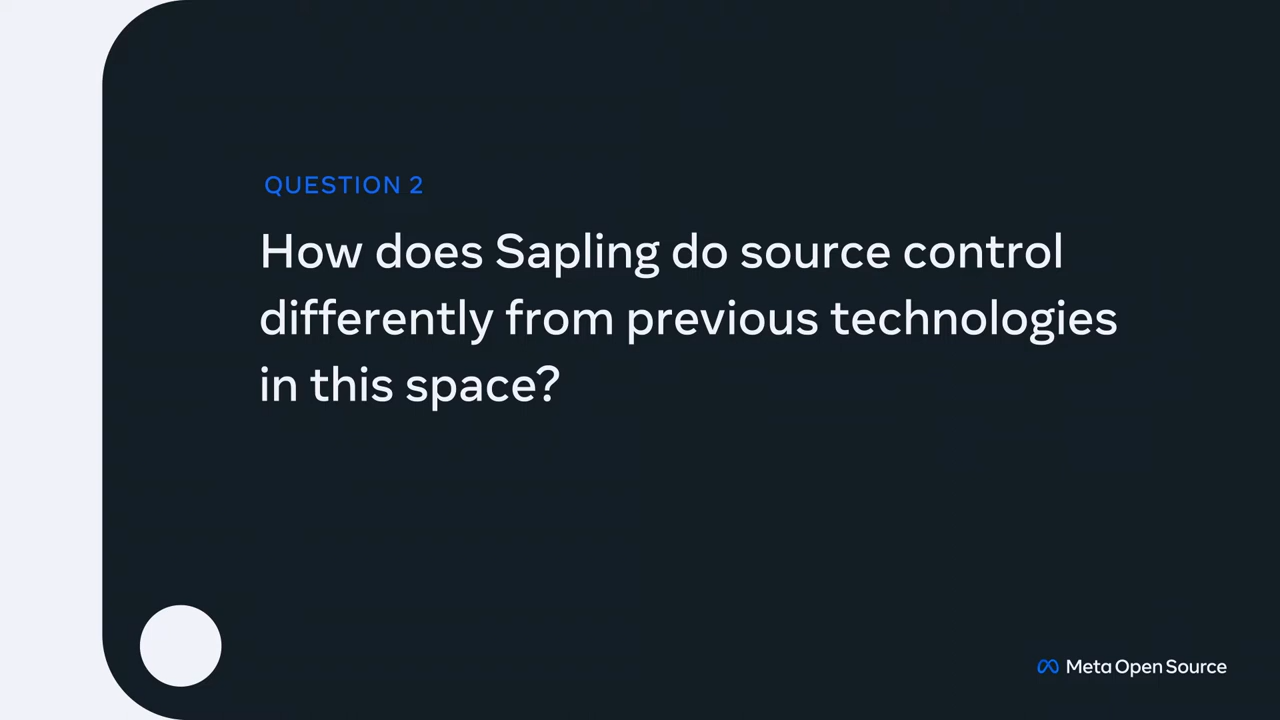 QUESTION 2
How does Sapling do source control
differently from previous technologies
in this space?
Meta Open Source